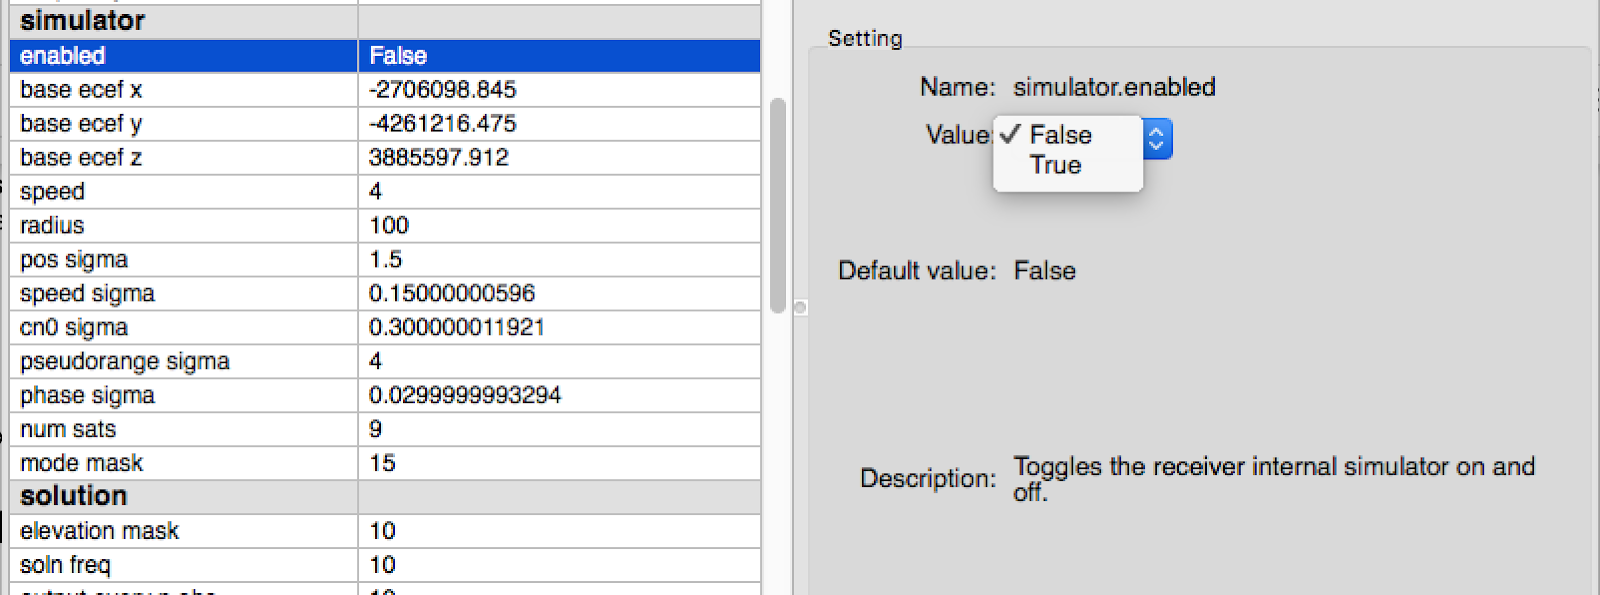 simulator
enabled False
base ecef x -2706098.845
base ecef y -4261216.475
base ecef z 3885597.912
speed 4
radius 100
pos sigma 1.5
speed sigma 0.15000000596
cn0 sigma 0.300000011921
pseudorange sigma 4
phase sigma 0.0299999993294
num sats 9
mode mask 15
solution
elevation mask 10
soln freq 10
Setting
Name: simulator.enabled
Value: ✓ False
True
Default value: False
Description: Toggles the receiver internal simulator on and
off.